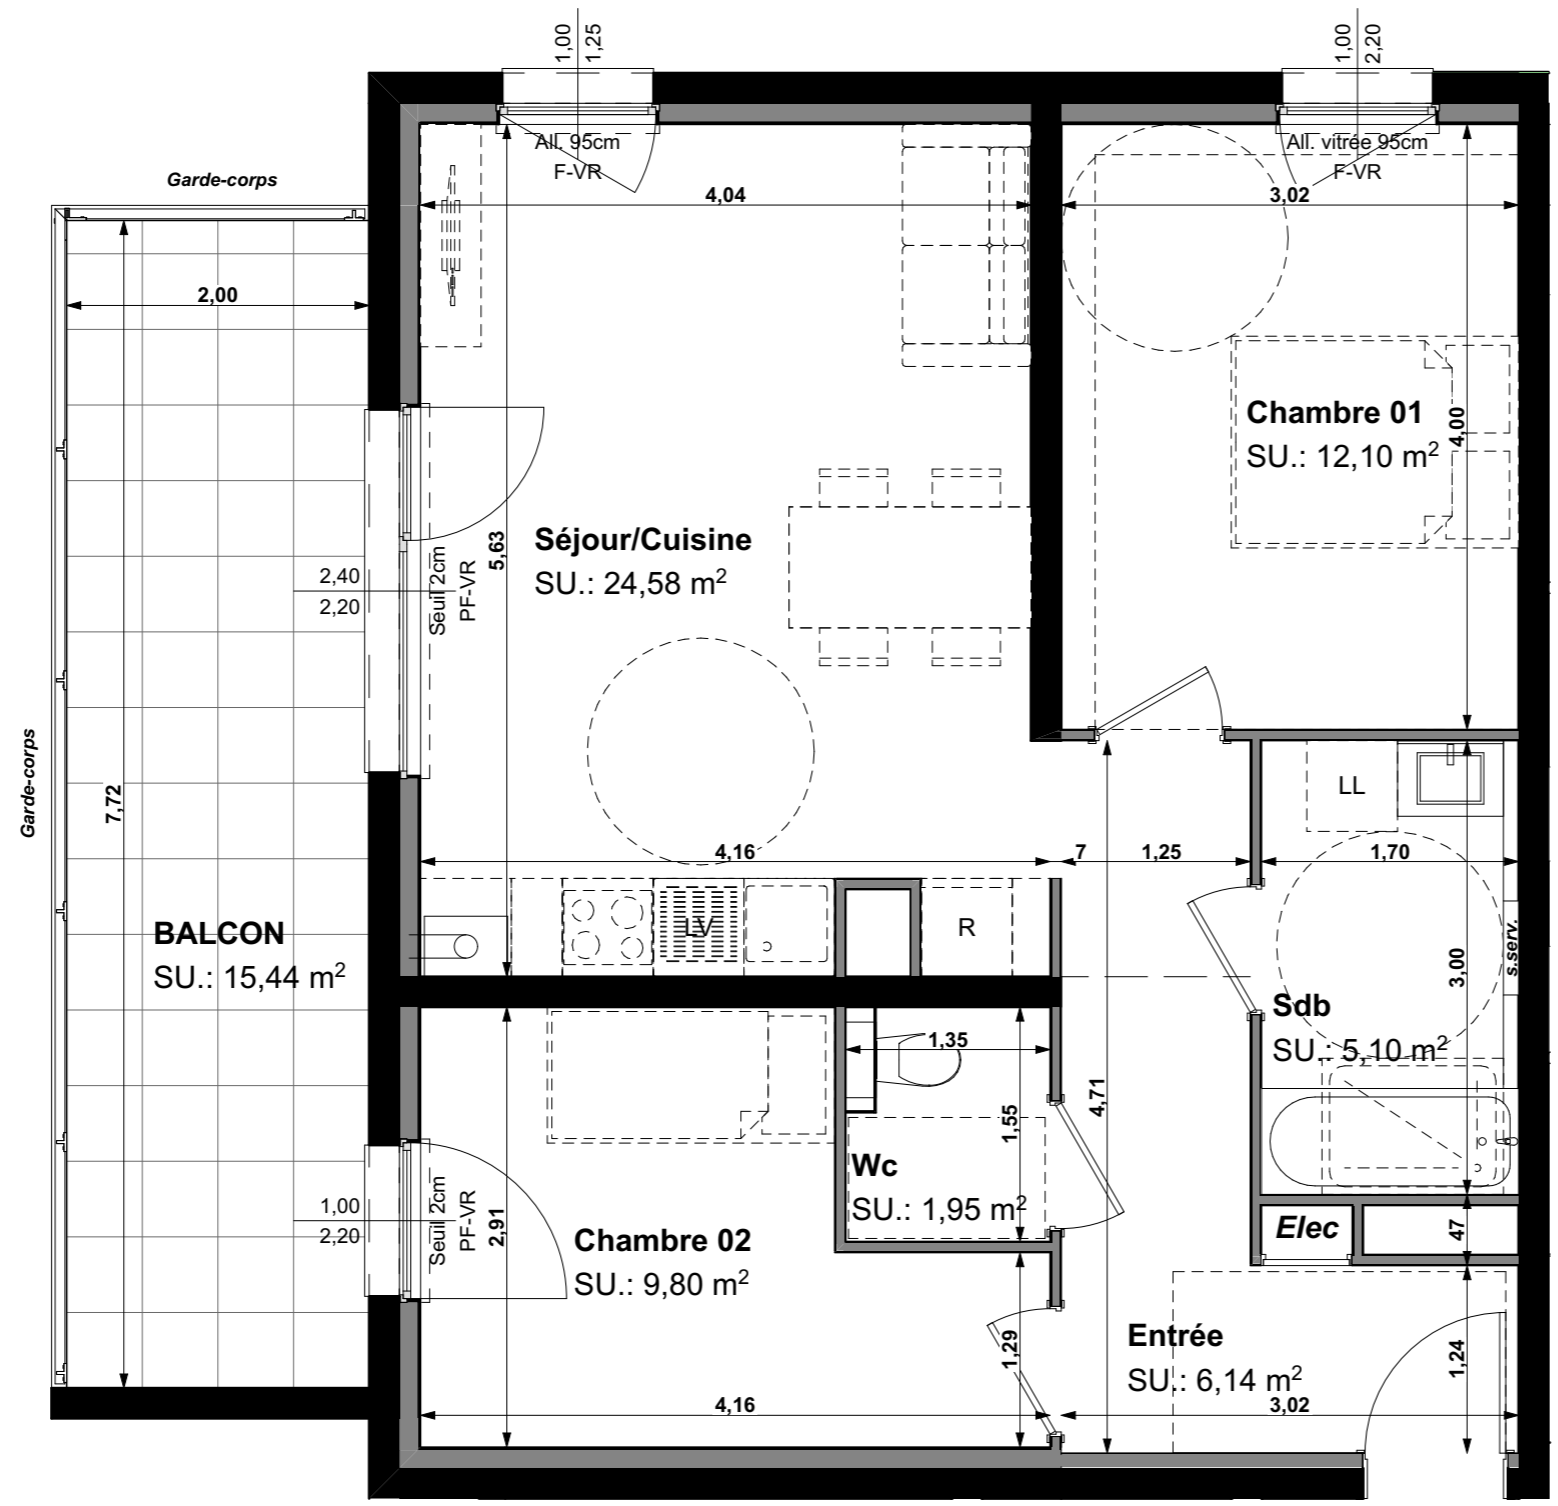 1,00
1,25
1,00
2,20
All. 95cm
F-VR
All. vitrée 95cm
F-VR
Garde-corps
4,04
3,02
2,00
Chambre 01
SU.: 12,10 m²
4,00
5,63
Séjour/Cuisine
SU.: 24,58 m²
2,40
2,20
Seuil 2cm
PF-VR
Garde-corps
7,72
LL
4,16
7
1,25
1,70
LV
R
BALCON
SU.: 15,44 m²
3,00
s.serv.
Sdb
SU.: 5,10 m²
1,35
4,71
1,55
Wc
SU.: 1,95 m²
1,00
2,20
Seuil 2cm
PF-VR
2,91
Chambre 02
SU.: 9,80 m²
Elec
47
Entrée
SU.: 6,14 m²
1,29
1,24
4,16
3,02